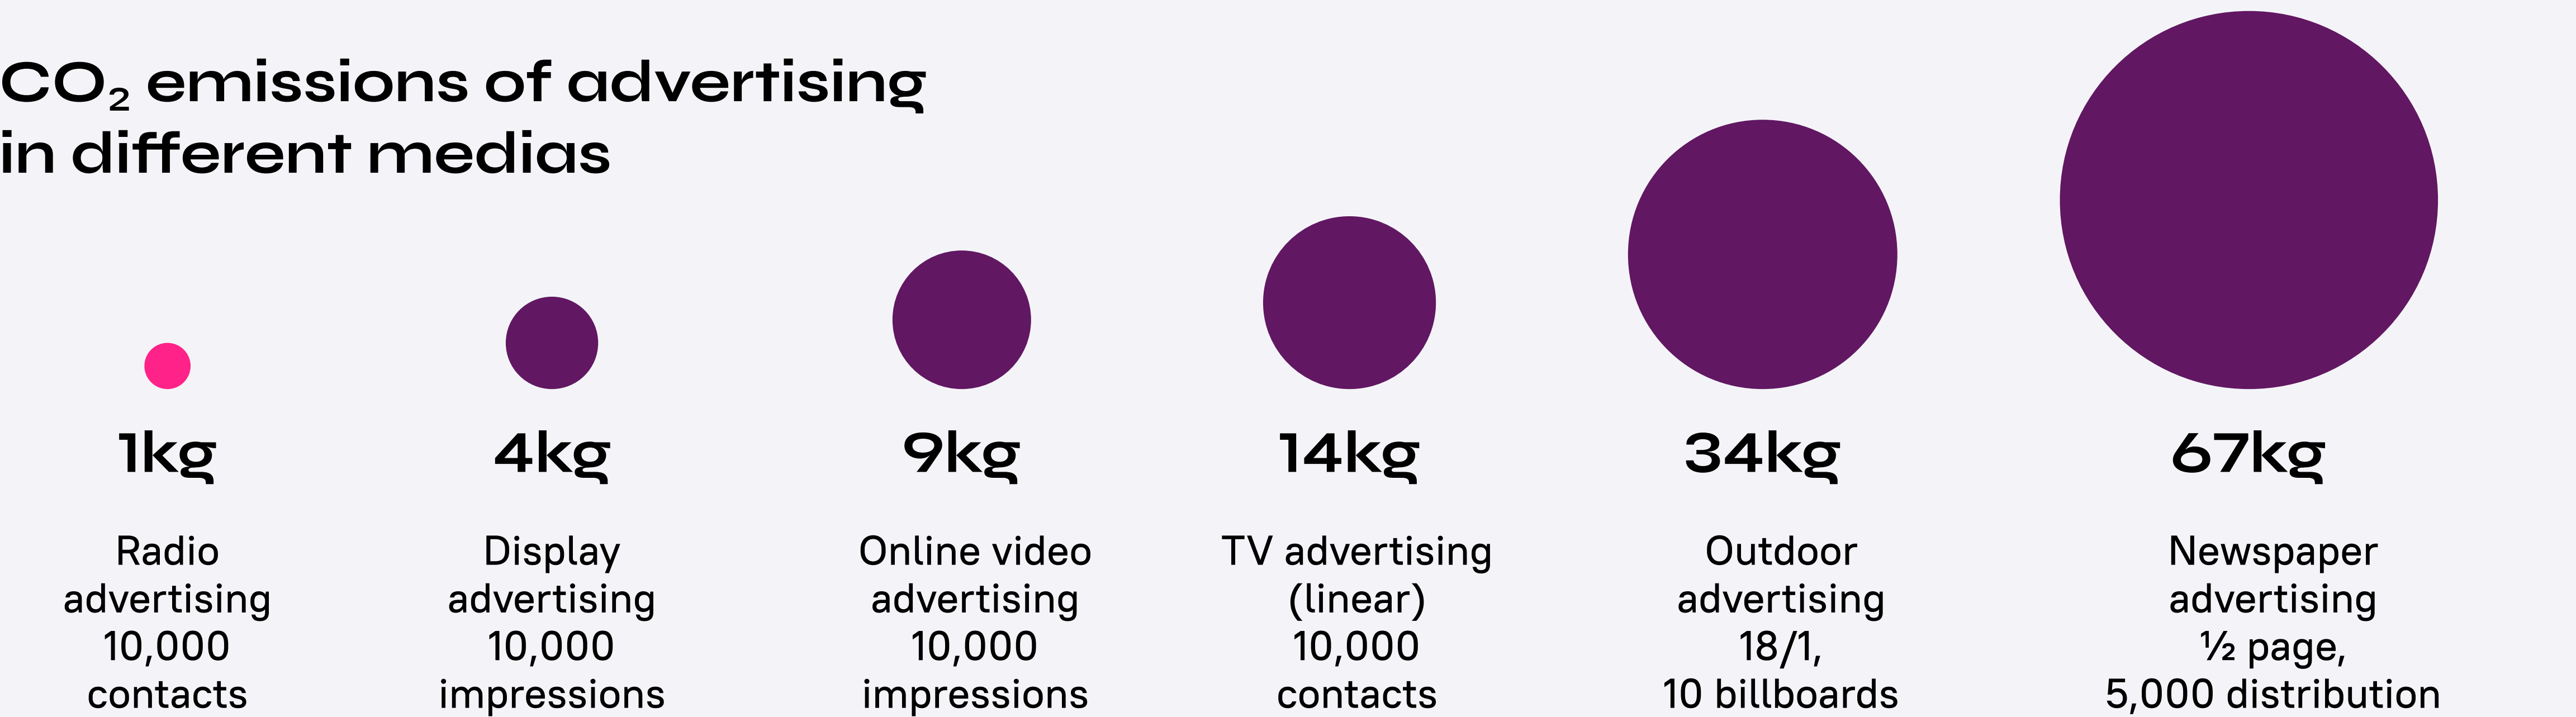 CO₂ emissions of advertising
in different medias
1kg
Radio
advertising
10,000
contacts
4kg
Display
advertising
10,000
impressions
9kg
Online video
advertising
10,000
impressions
14kg
TV advertising
(linear)
10,000
contacts
34kg
Outdoor
advertising
18/1,
10 billboards
67kg
Newspaper
advertising
½ page,
5,000 distribution